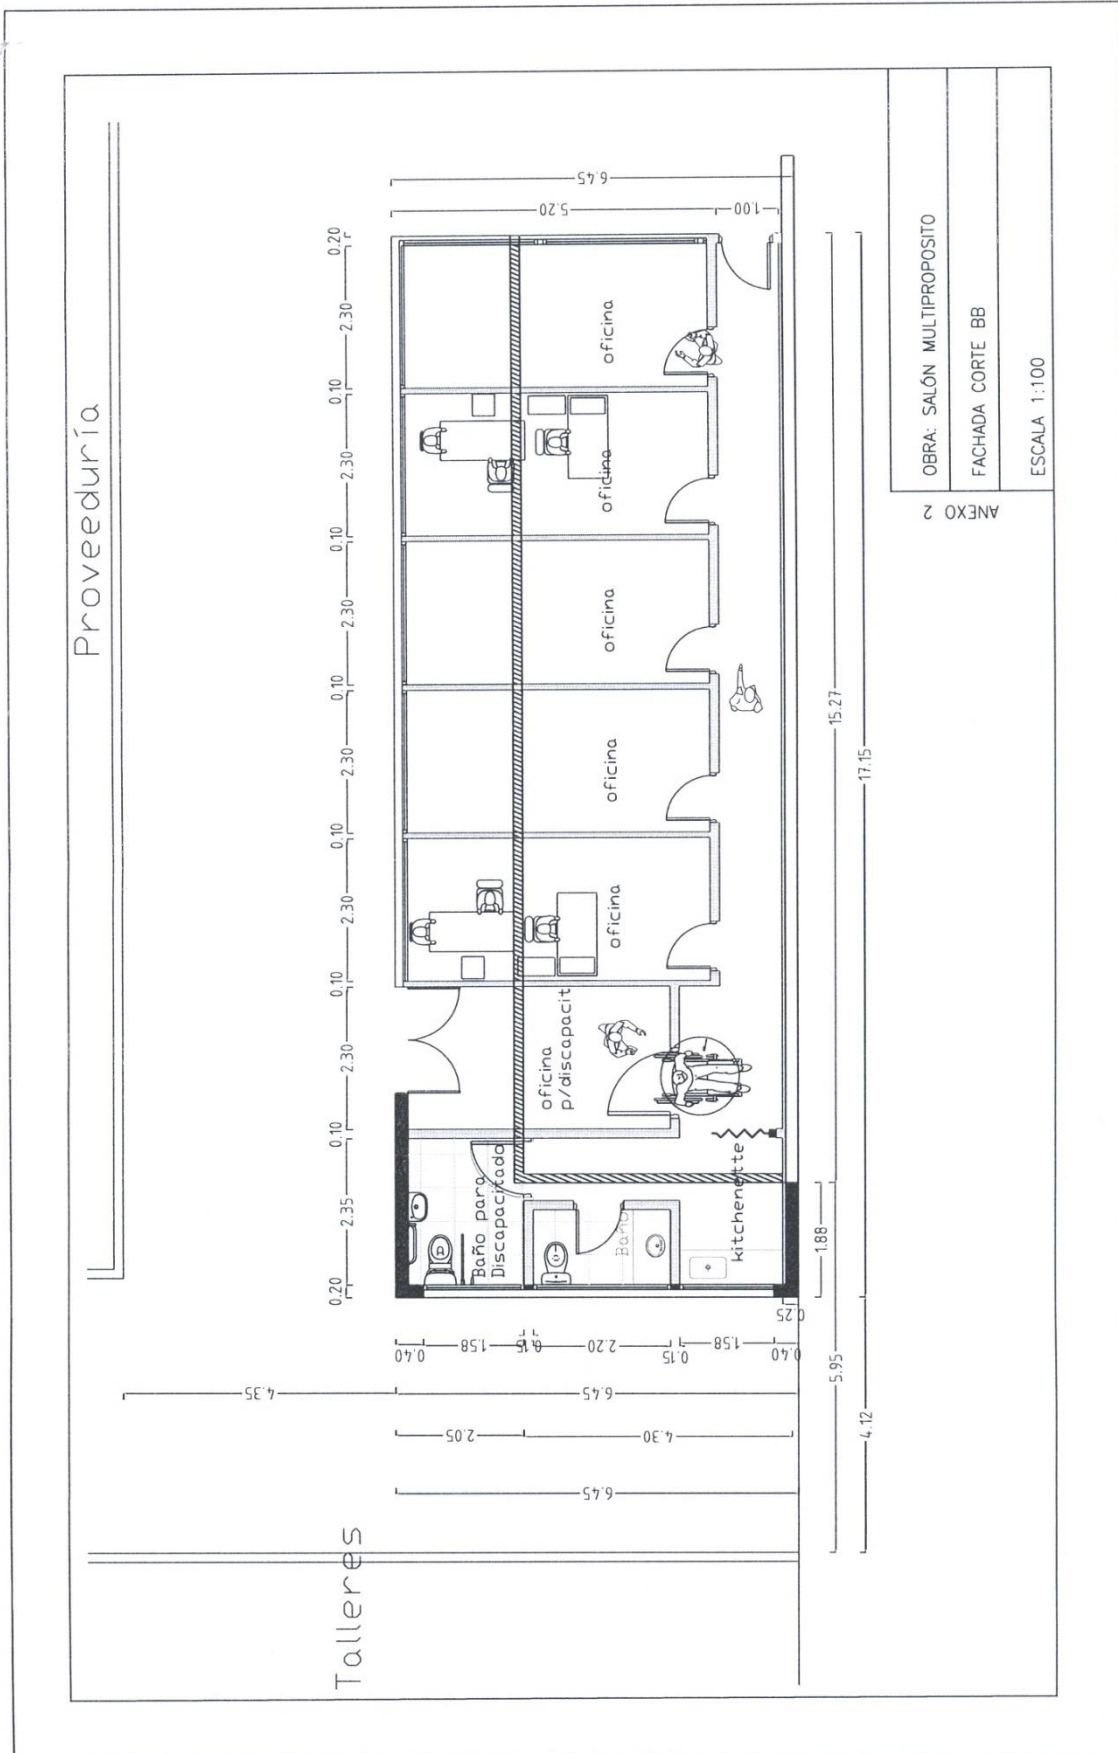 Proveeduría
Talleres
0.20
2.35
0.10
2.30
0.10
2.30
0.10
2.30
0.10
2.30
0.10
2.30
0.10
2.30
0.20
6.45
5.20
1.00
Baño para
Discapacitado
Baño
kitchenette
oficina
p/discapacit
oficina
oficina
oficina
oficina
oficina
4.35
6.45
2.05
4.30
6.45
0.40
1.58
0.15
2.20
0.15
1.58
0.40
0.25
1.88
5.95
15.27
4.12
17.15
ANEXO 2
OBRA: SALÓN MULTIPROPOSITO
FACHADA CORTE BB
ESCALA 1:100